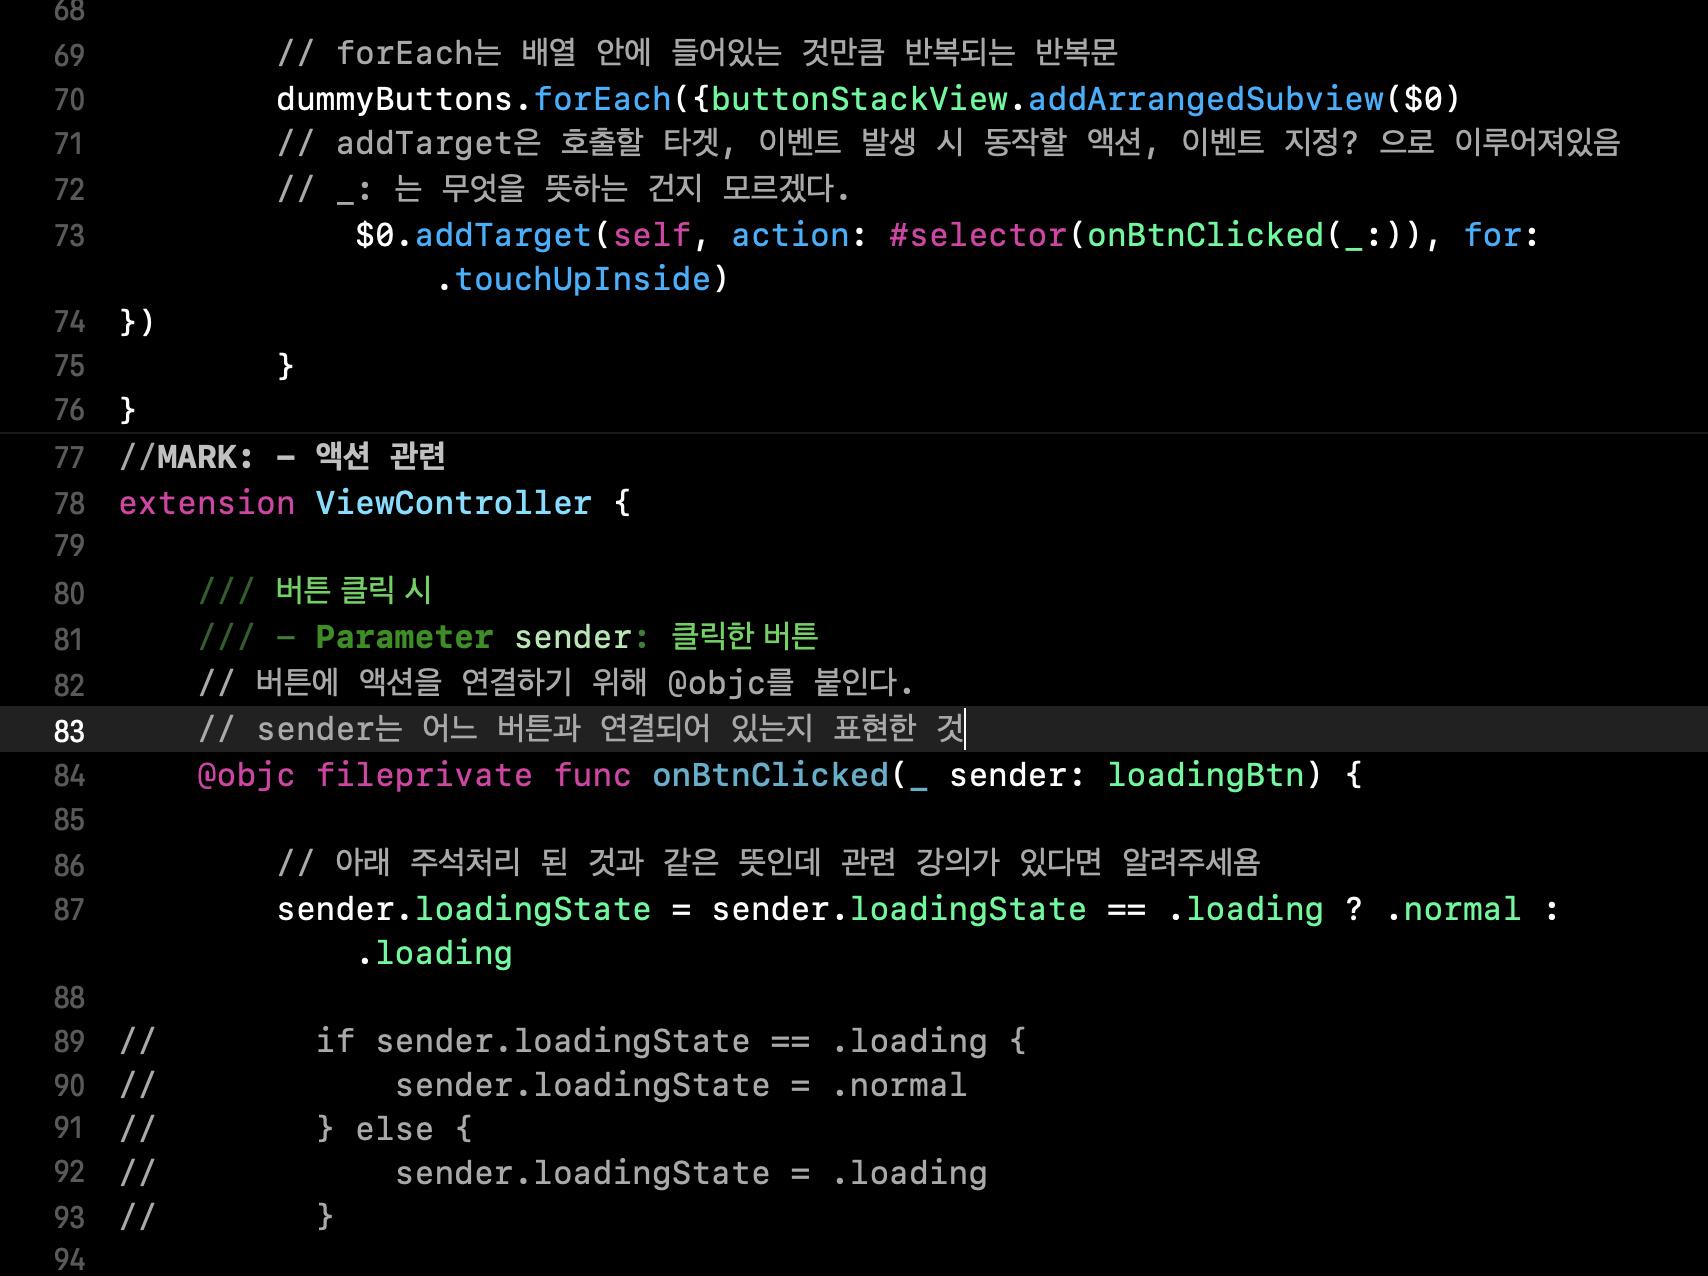 68
69 // forEach는 배열 안에 들어있는 것만큼 반복되는 반복문
70 dummyButtons.forEach({buttonStackView.addArrangedSubview($0)
71 // addTarget은 호출할 타겟, 이벤트 발생 시 동작할 액션, 이벤트 지정? 으로 이루어져있음
72 // _: 는 무엇을 뜻하는 건지 모르겠다.
73 $0.addTarget(self, action: #selector(onBtnClicked(_:)), for:
.touchUpInside)
74 })
75 }
76 }
77 //MARK: - 액션 관련
78 extension ViewController {
79
80 /// 버튼 클릭 시
81 /// - Parameter sender: 클릭한 버튼
82 // 버튼에 액션을 연결하기 위해 @objc를 붙인다.
83 // sender는 어느 버튼과 연결되어 있는지 표현한 것
84 @objc fileprivate func onBtnClicked(_ sender: loadingBtn) {
85
86 // 아래 주석처리 된 것과 같은 뜻인데 관련 강의가 있다면 알려주세욤
87 sender.loadingState = sender.loadingState == .loading ? .normal :
.loading
88
89 // if sender.loadingState == .loading {
90 // sender.loadingState = .normal
91 // } else {
92 // sender.loadingState = .loading
93 // }
94